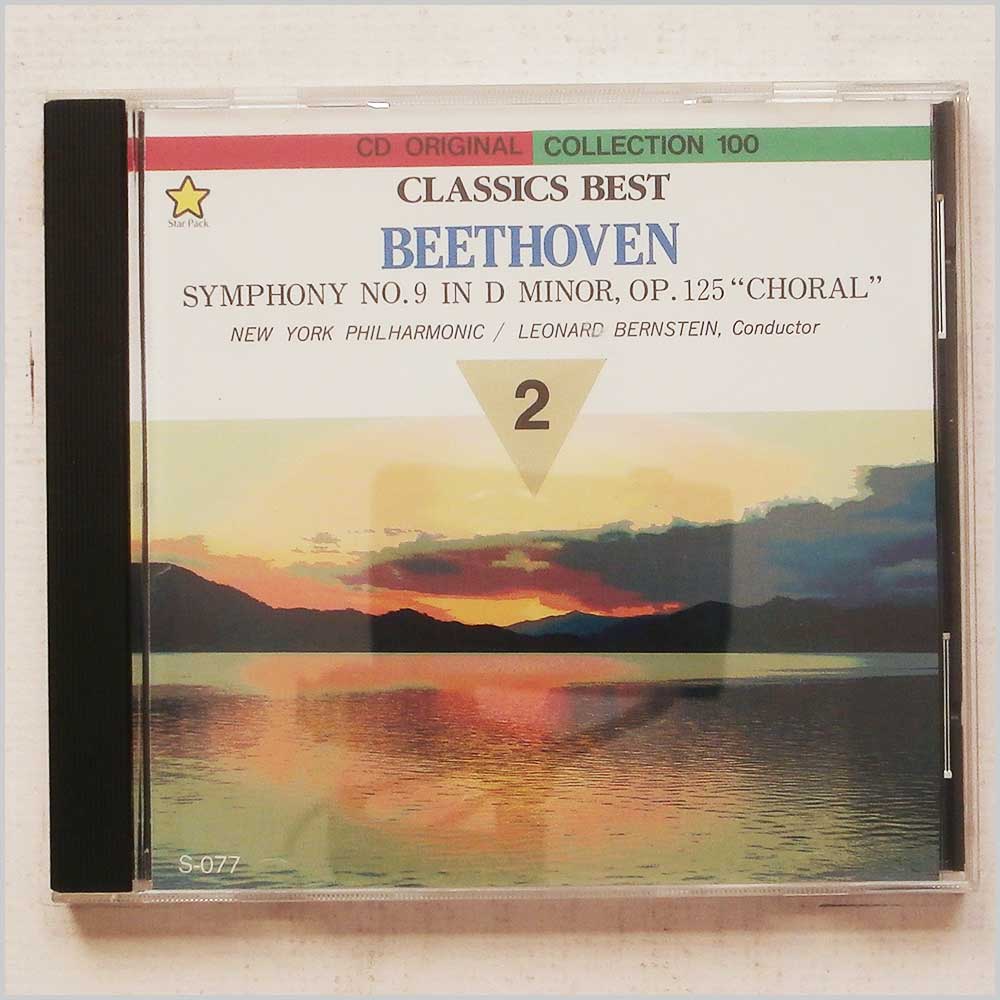 CD ORIGINAL COLLECTION 100
CLASSICS BEST
Star Pack
BEETHOVEN
SYMPHONY NO.9 IN D MINOR, OP.125 “CHORAL”
NEW YORK PHILHARMONIC / LEONARD BERNSTEIN, Conductor
2
S-077